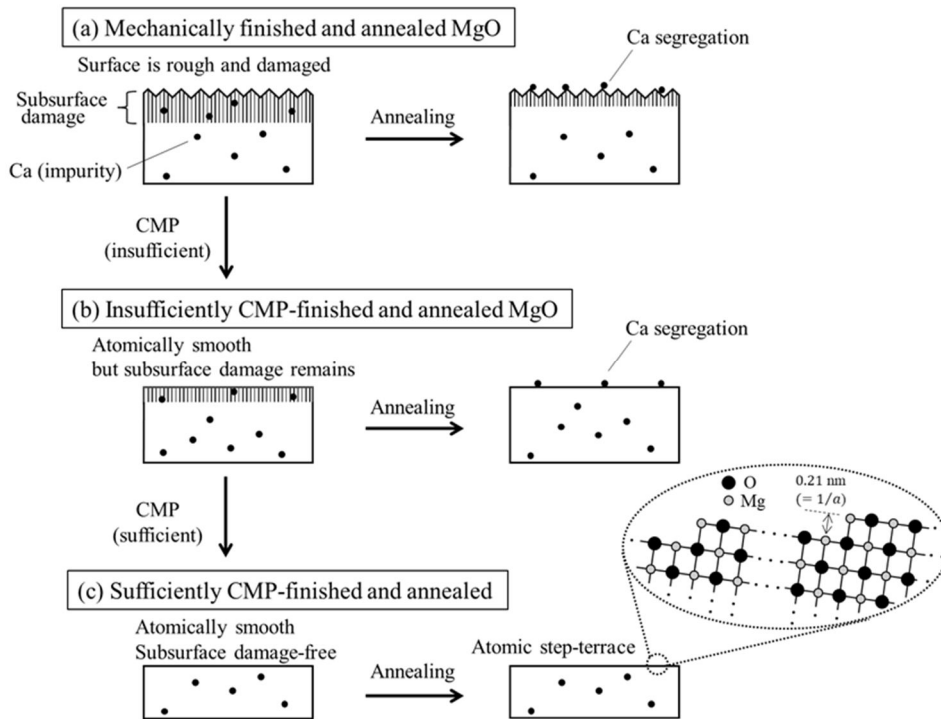 (a) Mechanically finished and annealed MgO
Surface is rough and damaged
Ca segregation
Subsurface
damage
Annealing
Ca (impurity)
CMP
(insufficient)
(b) Insufficiently CMP-finished and annealed MgO
Atomically smooth
but subsurface damage remains
Ca segregation
Annealing
CMP
(sufficient)
O
Mg
0.21 nm
(= 1/a)
(c) Sufficiently CMP-finished and annealed
Atomically smooth
Subsurface damage-free
Annealing
Atomic step-terrace